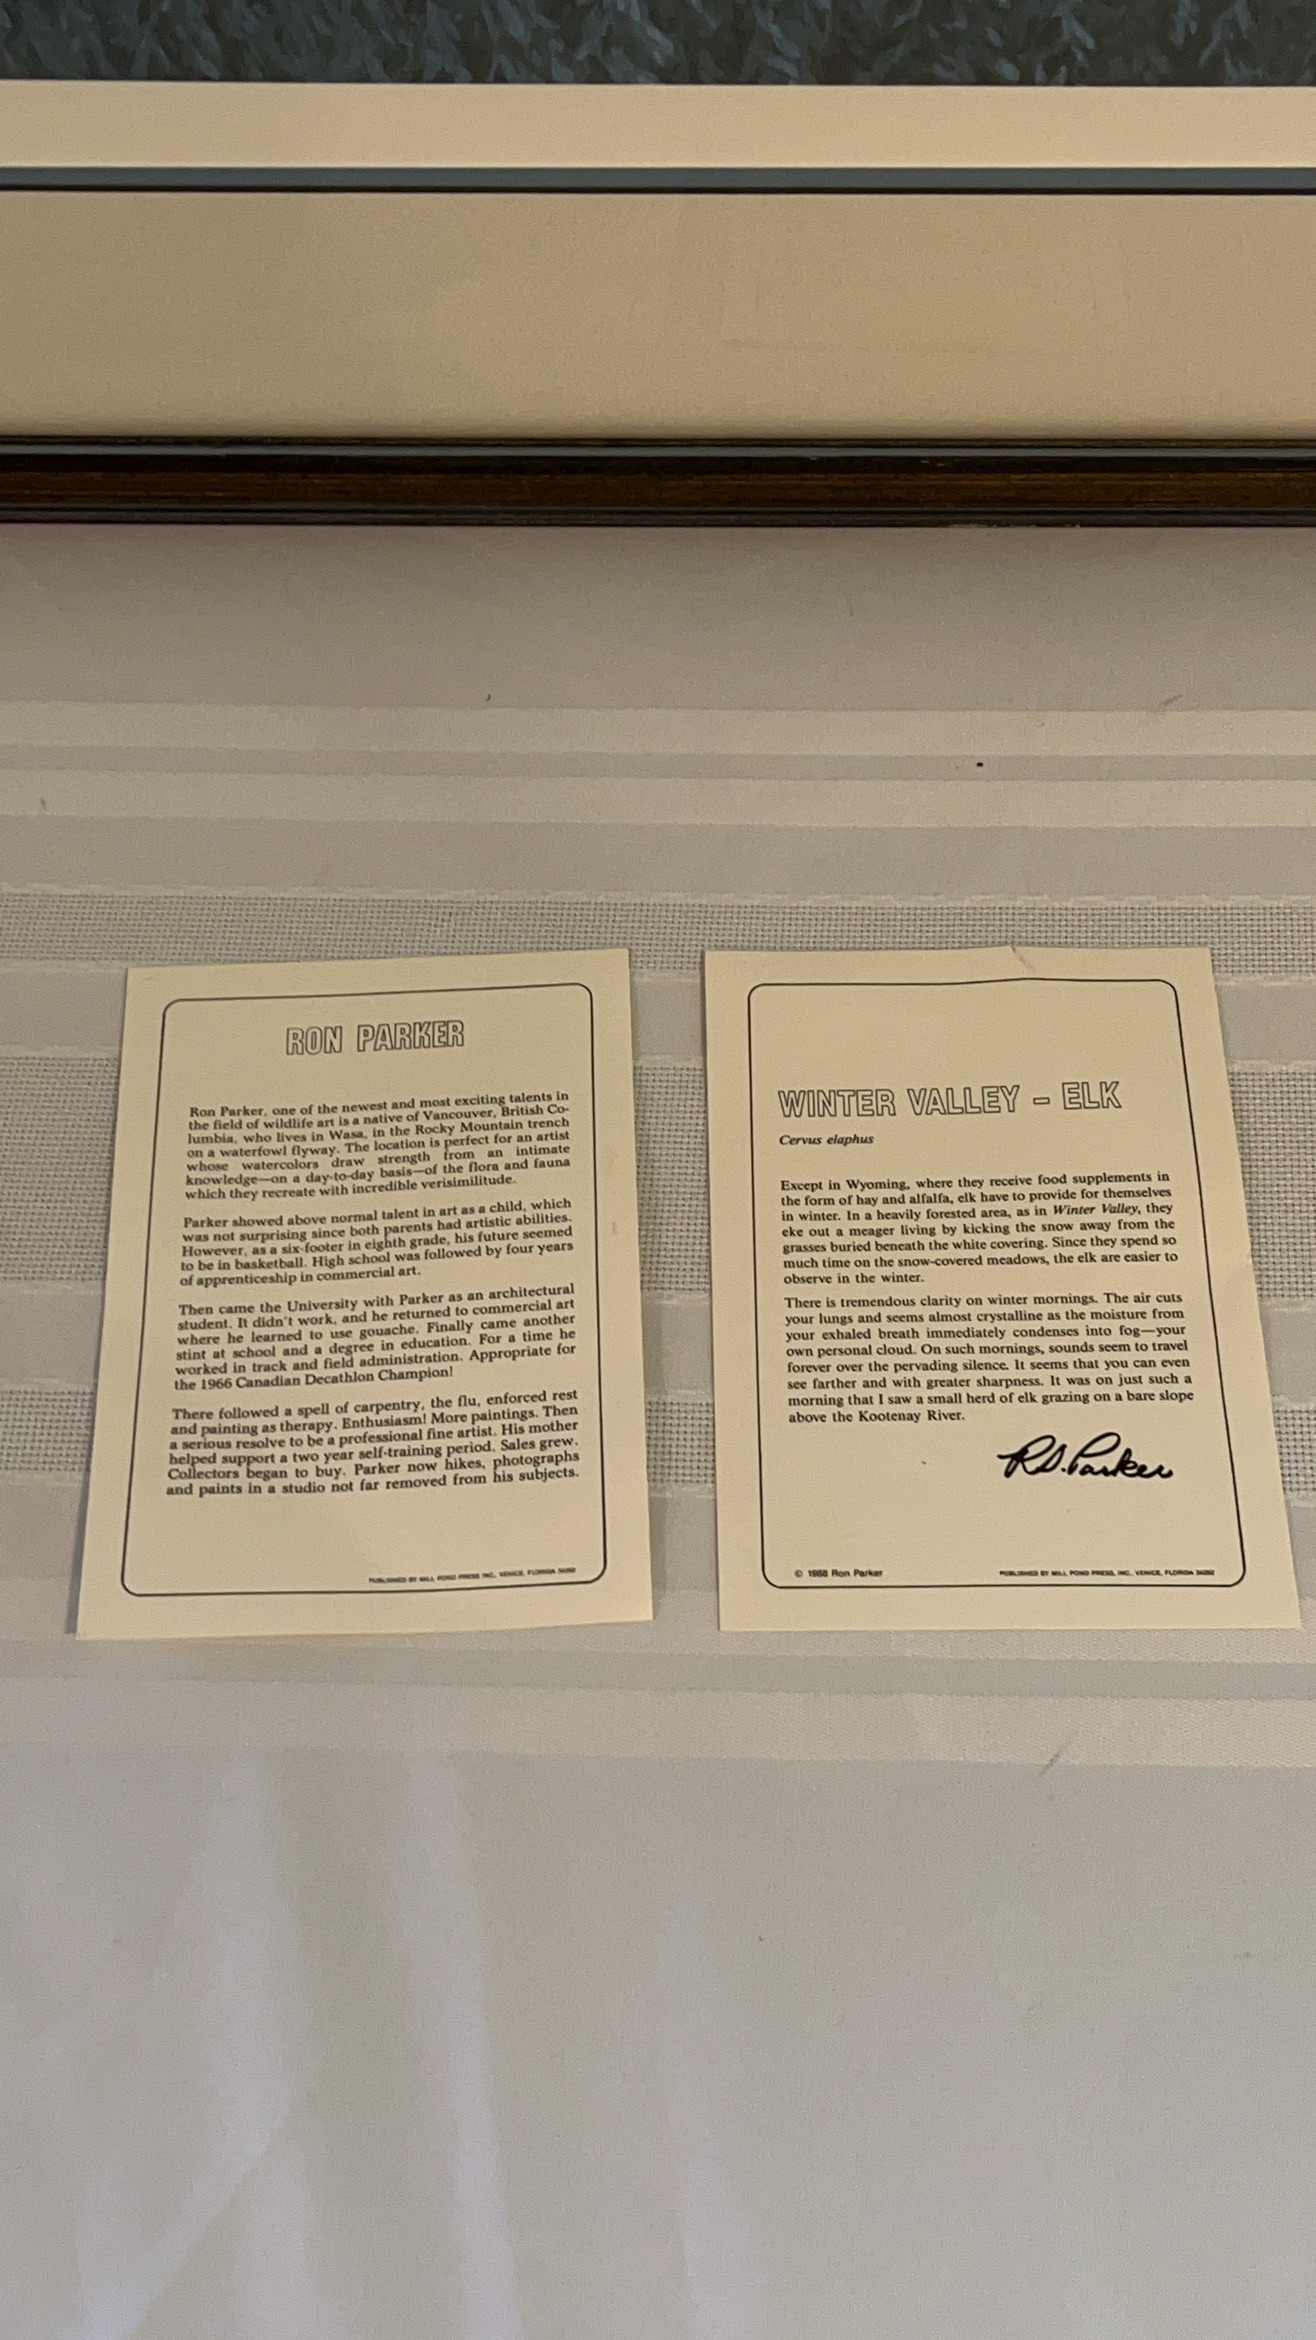 RON PARKER
Ron Parker, one of the newest and most exciting talents in
the field of wildlife art is a native of Vancouver, British Co-
lumbia, who lives in Wasa, in the Rocky Mountain trench
on a waterfowl flyway. The location is perfect for an artist
whose watercolors draw strength from an intimate
knowledge—on a day-to-day basis—of the flora and fauna
which they recreate with incredible verisimilitude.
Parker showed above normal talent in art as a child, which
was not surprising since both parents had artistic abilities.
However, as a six-footer in eighth grade, his future seemed
to be in basketball. High school was followed by four years
of apprenticeship in commercial art.
Then came the University with Parker as an architectural
student. It didn't work, and he returned to commercial art
where he learned to use gouache. Finally came another
stint at school and a degree in education. For a time he
worked in track and field administration. Appropriate for
the 1966 Canadian Decathlon Champion!
There followed a spell of carpentry, the flu, enforced rest
and painting as therapy. Enthusiasm! More paintings. Then
a serious resolve to be a professional fine artist. His mother
helped support a two year self-training period. Sales grew.
Collectors began to buy. Parker now hikes, photographs
and paints in a studio not far removed from his subjects.
PUBLISHED BY MILL POND PRESS INC., VENICE, FLORIDA 34292
WINTER VALLEY – ELK
Cervus elaphus
Except in Wyoming, where they receive food supplements in
the form of hay and alfalfa, elk have to provide for themselves
in winter. In a heavily forested area, as in Winter Valley, they
eke out a meager living by kicking the snow away from the
grasses buried beneath the white covering. Since they spend so
much time on the snow-covered meadows, the elk are easier to
observe in the winter.
There is tremendous clarity on winter mornings. The air cuts
your lungs and seems almost crystalline as the moisture from
your exhaled breath immediately condenses into fog—your
own personal cloud. On such mornings, sounds seem to travel
forever over the pervading silence. It seems that you can even
see farther and with greater sharpness. It was on just such a
morning that I saw a small herd of elk grazing on a bare slope
above the Kootenay River.
R.S. Parker
© 1988 Ron Parker
PUBLISHED BY MILL POND PRESS, INC., VENICE, FLORIDA 34292